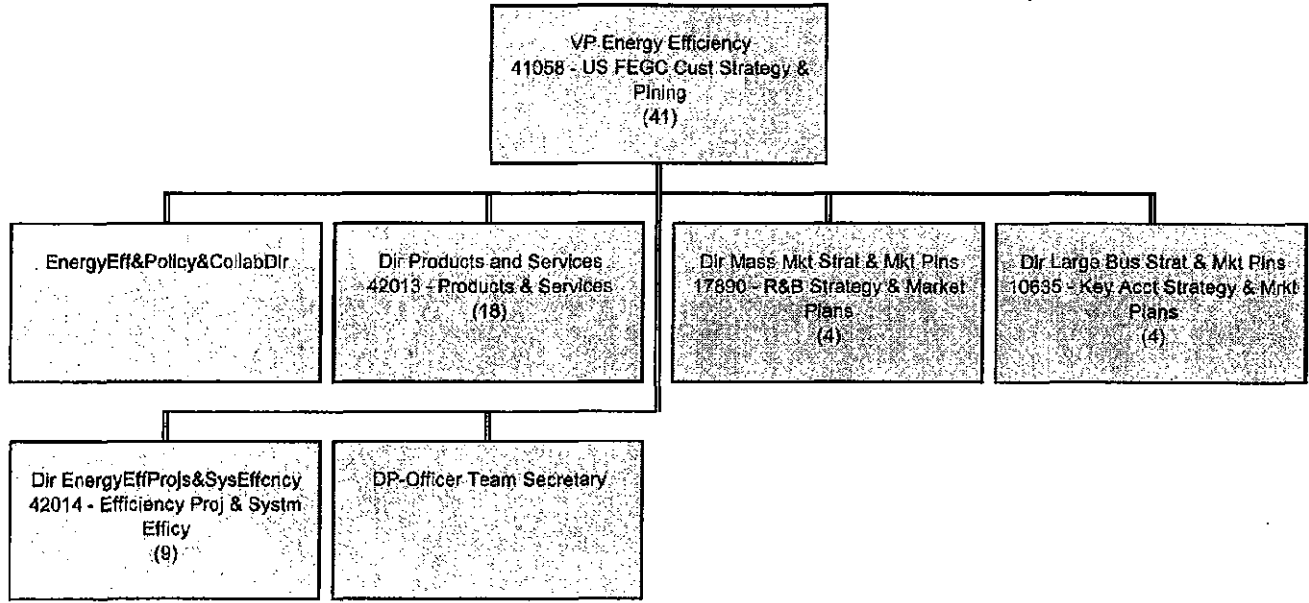 VP Energy Efficiency
41058 - US FEGC Cust Strategy &
Plning
(41)
EnergyEff&Policy&CollabDir
Dir Products and Services
42013 - Products & Services
(18)
Dir Mass Mkt Strat & Mkt Plns
17890 - R&B Strategy & Market
Plans
(4)
Dir Large Bus Strat & Mkt Plns
10635 - Key Acct Strategy & Mrkt
Plans
(4)
Dir EnergyEffProjs&SysEffcncy
42014 - Efficiency Proj & Systm
Efficy
(9)
DP-Officer Team Secretary